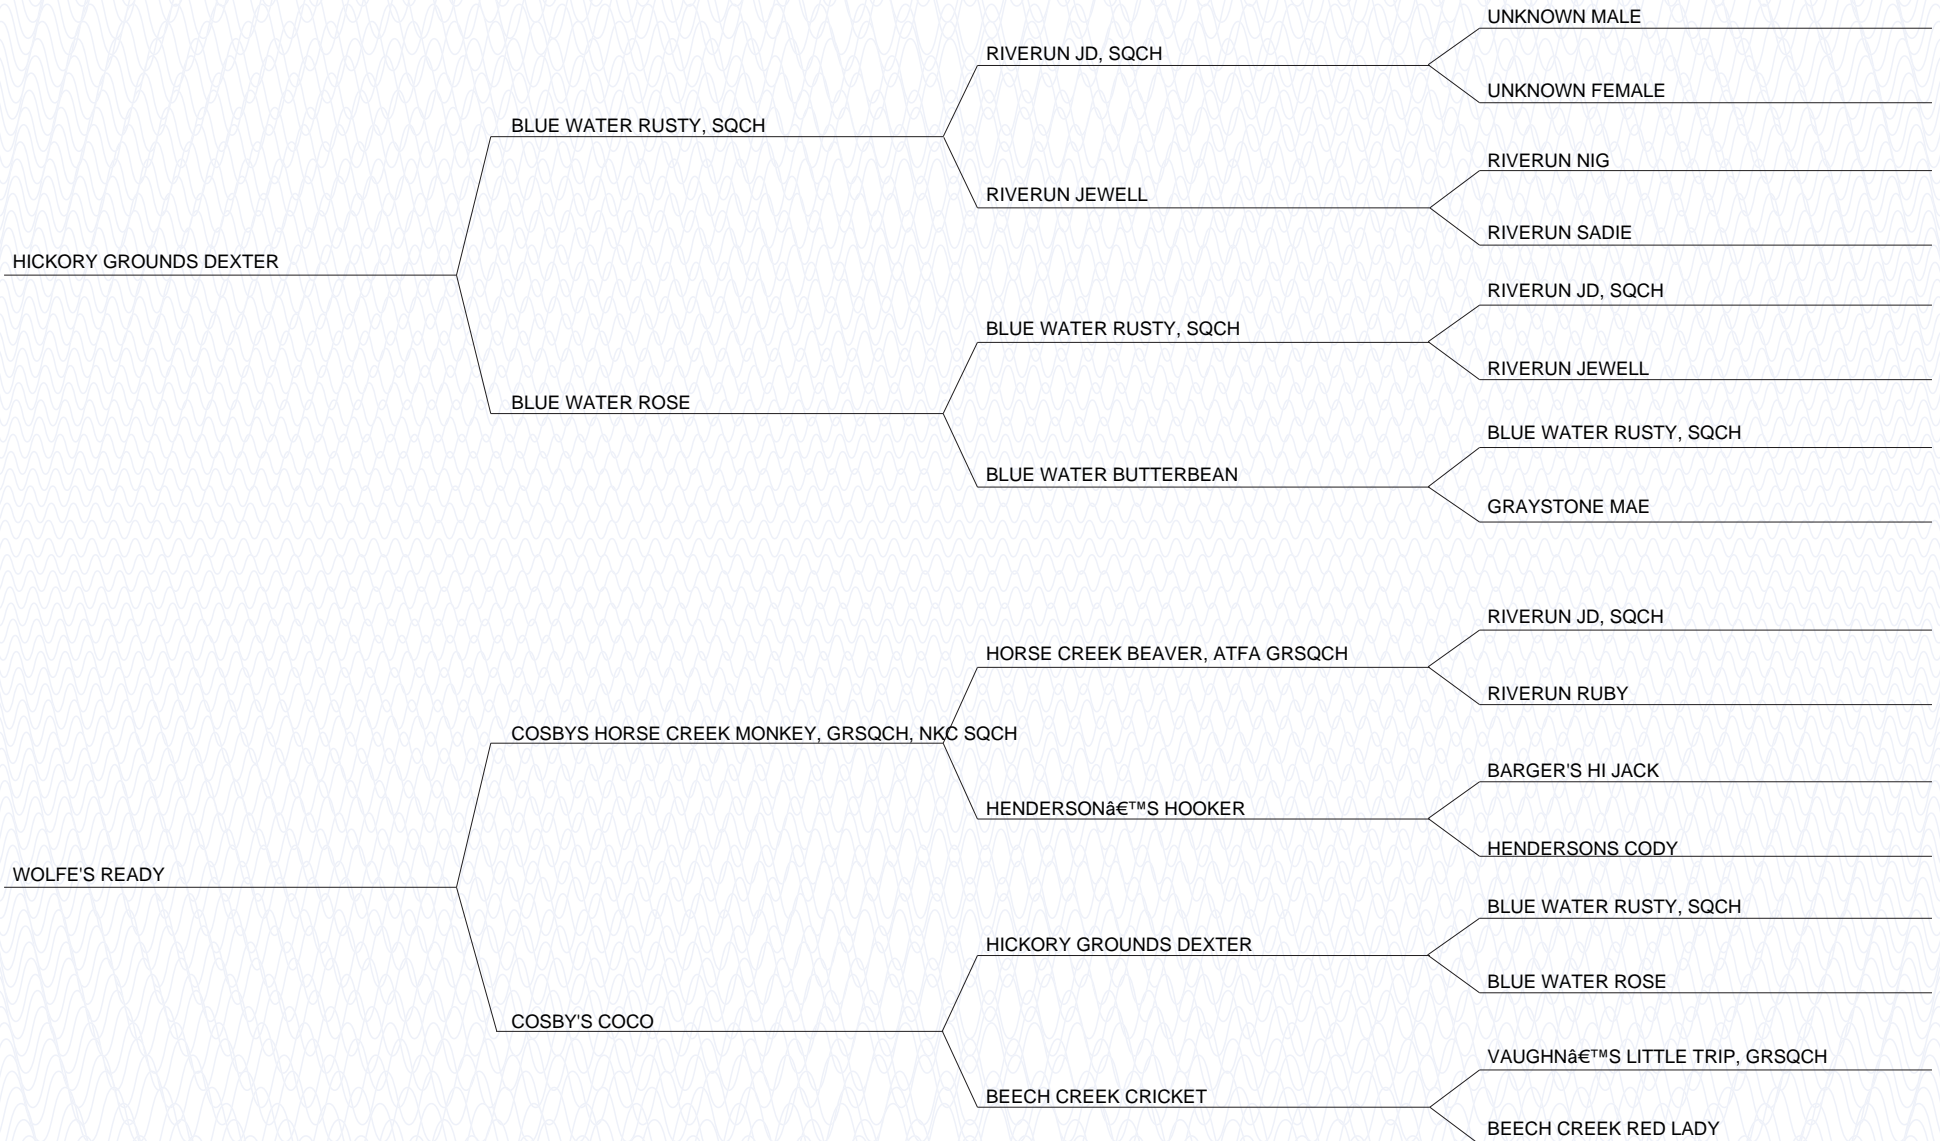 UNKNOWN MALE
RIVERUN JD, SQCH
UNKNOWN FEMALE
BLUE WATER RUSTY, SQCH
RIVERUN NIG
RIVERUN JEWELL
RIVERUN SADIE
HICKORY GROUNDS DEXTER
RIVERUN JD, SQCH
BLUE WATER RUSTY, SQCH
RIVERUN JEWELL
BLUE WATER ROSE
BLUE WATER RUSTY, SQCH
BLUE WATER BUTTERBEAN
GRAYSTONE MAE
RIVERUN JD, SQCH
HORSE CREEK BEAVER, ATFA GRSQCH
RIVERUN RUBY
COSBYS HORSE CREEK MONKEY, GRSQCH, NKC SQCH
BARGER'S HI JACK
HENDERSONâ€™S HOOKER
HENDERSONS CODY
WOLFE'S READY
BLUE WATER RUSTY, SQCH
HICKORY GROUNDS DEXTER
BLUE WATER ROSE
COSBY'S COCO
VAUGHNâ€™S LITTLE TRIP, GRSQCH
BEECH CREEK CRICKET
BEECH CREEK RED LADY